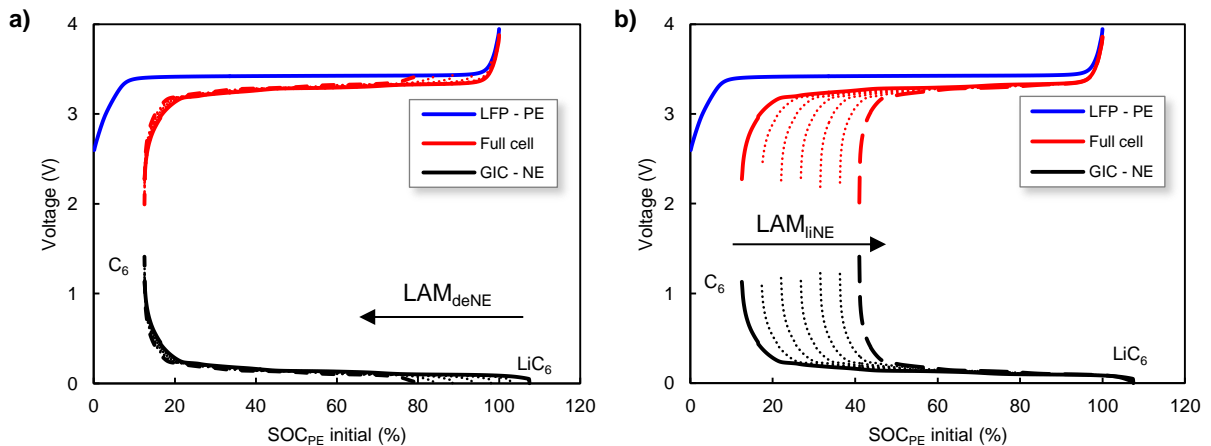 a)
4
3
2
1
0
Voltage (V)
LFP - PE
Full cell
GIC - NE
C6
LAMdeNE
LiC6
0 20 40 60 80 100 120
SOCPE initial (%)
b)
4
3
2
1
0
Voltage (V)
LFP - PE
Full cell
GIC - NE
LAMliNE
C6
LiC6
0 20 40 60 80 100 120
SOCPE initial (%)